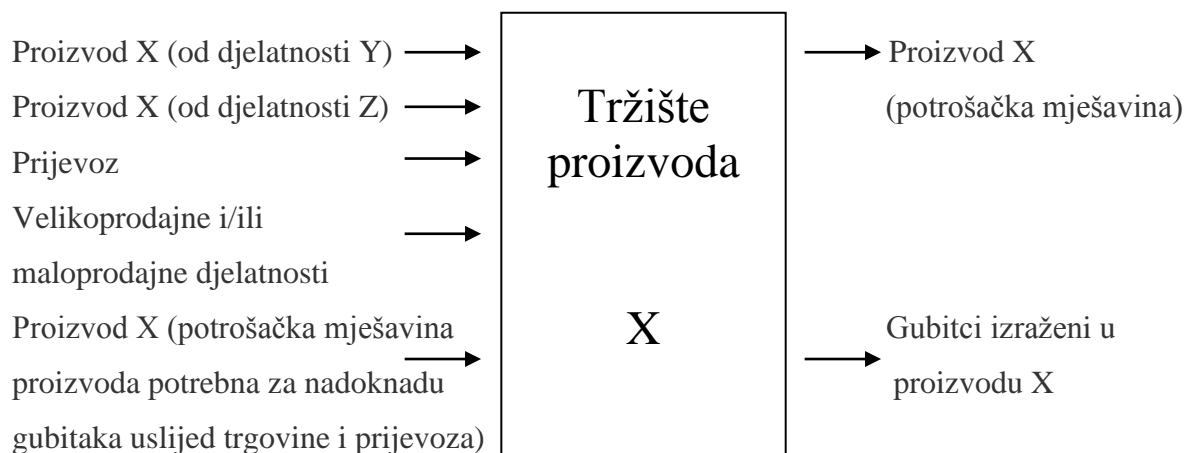 Proizvod X (od djelatnosti Y)
Proizvod X (od djelatnosti Z)
Prijevoz
Velikoprodajne i/ili
maloprodajne djelatnosti
Proizvod X (potrošačka mješavina
proizvoda potrebna za nadoknadu
gubitaka uslijed trgovine i prijevoza)
Tržište
proizvoda
X
Proizvod X
(potrošačka mješavina)
Gubitci izraženi u
proizvodu X